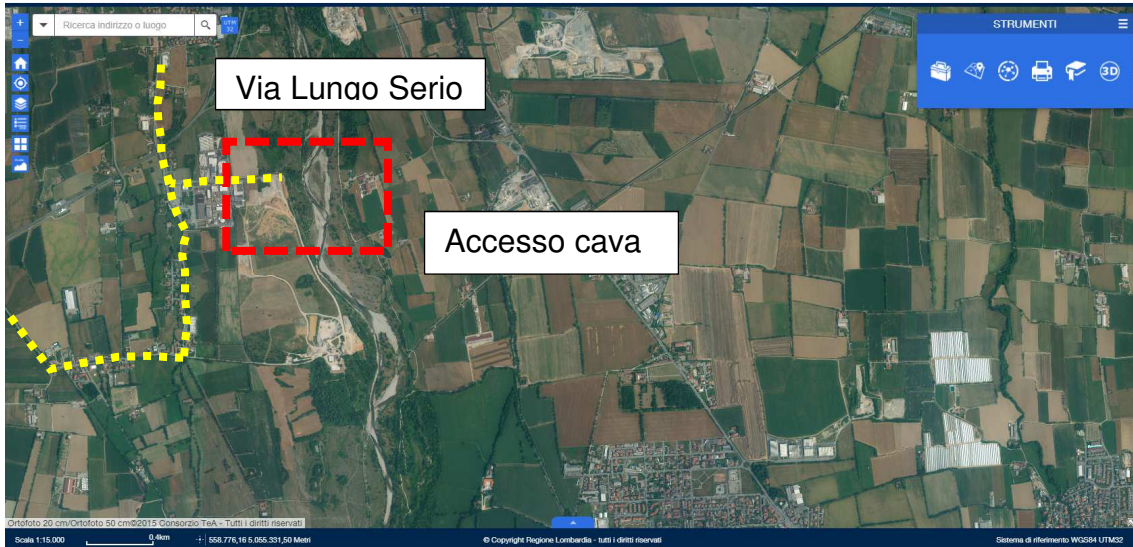 Ricerca indirizzo o luogo
UTM
32
STRUMENTI
3D
Via Lungo Serio
Accesso cava
Ortofoto 20 cm/Ortofoto 50 cm©2015 Consorzio TeA - Tutti i diritti riservati
Scala 1:15.000
0.4km
558.776,16 5.055.331,50 Metri
© Copyright Regione Lombardia - tutti i diritti riservati
Sistema di riferimento WGS84 UTM32